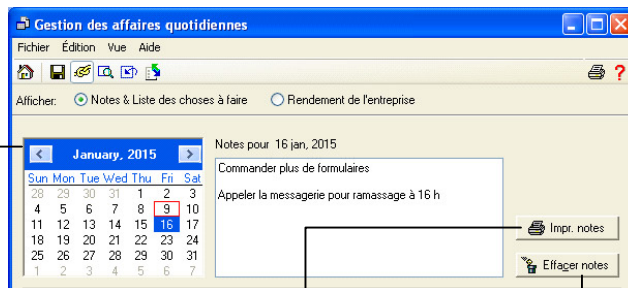 Gestion des affaires quotidiennes
Fichier Édition Vue Aide
Afficher: Notes & Liste des choses à faire Rendement de l'entreprise
January, 2015
Sun Mon Tue Wed Thu Fri Sat
28 29 30 31 1 2 3
4 5 6 7 8 9 10
11 12 13 14 15 16 17
18 19 20 21 22 23 24
25 26 27 28 29 30 31
1 2 3 4 5 6 7
Notes pour 16 jan, 2015
Commander plus de formulaires
Appeler la messagerie pour ramassage à 16 h
Impr. notes
Effacer notes